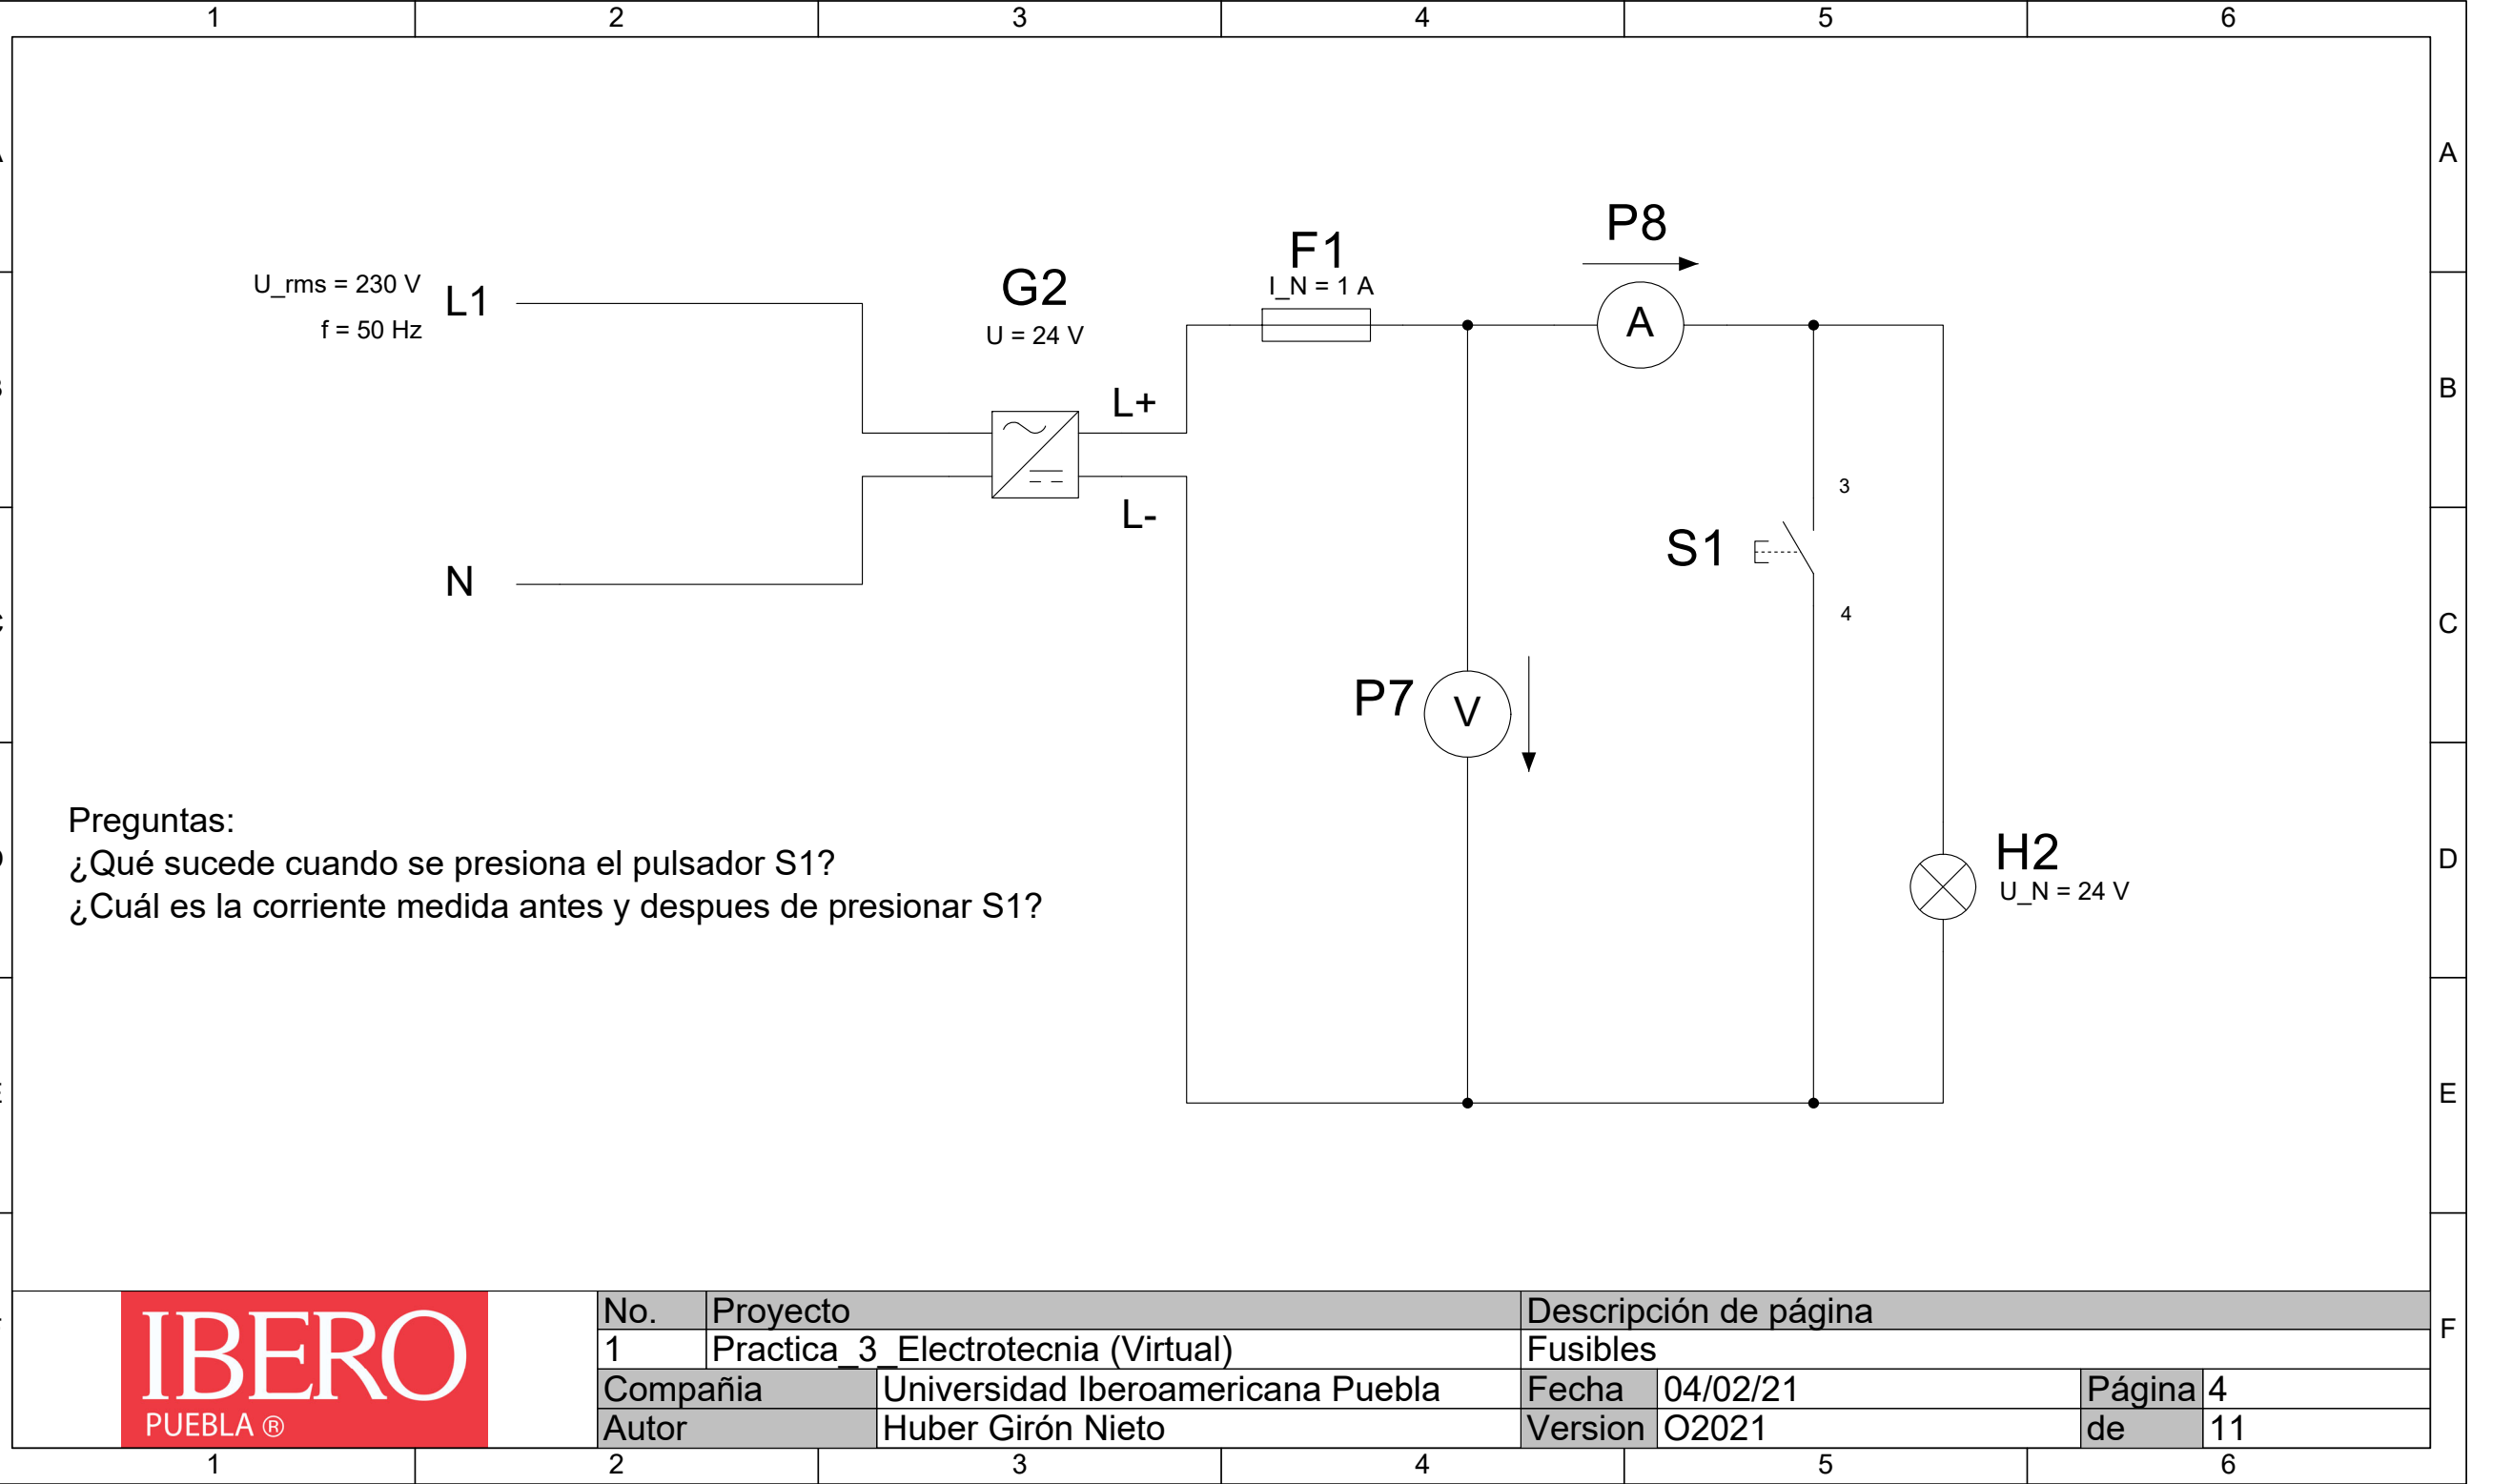 1 2 3 4 5 6
A
B
C
D
E
F
U_rms = 230 V
L1
f = 50 Hz
N
G2
U = 24 V
L+
L-
F1
I_N = 1 A
P8
A
P7
V
S1
3
4
H2
U_N = 24 V
Preguntas:
¿Qué sucede cuando se presiona el pulsador S1?
¿Cuál es la corriente medida antes y despues de presionar S1?
IBERO
PUEBLA ®
No. Proyecto Descripción de página
1 Practica_3_Electrotecnia (Virtual) Fusibles
Compañia Universidad Iberoamericana Puebla Fecha 04/02/21 Página 4
Autor Huber Girón Nieto Version O2021 de 11
1 2 3 4 5 6